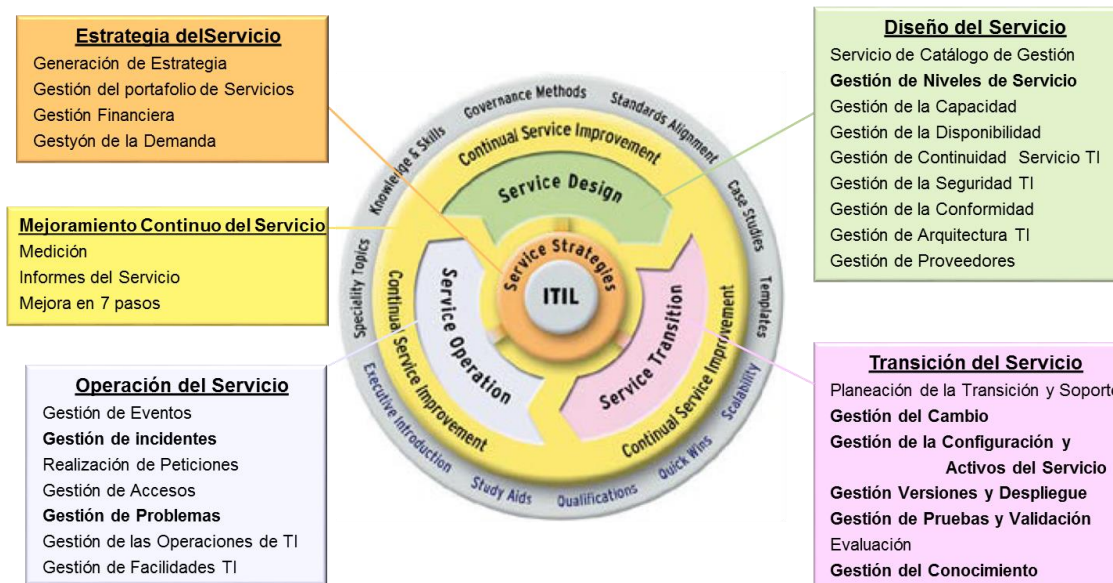 Estrategia delServicio
Generación de Estrategia
Gestión del portafolio de Servicios
Gestión Financiera
Gestyón de la Demanda
Mejoramiento Continuo del Servicio
Medición
Informes del Servicio
Mejora en 7 pasos
Operación del Servicio
Gestión de Eventos
Gestión de incidentes
Realización de Peticiones
Gestión de Accesos
Gestión de Problemas
Gestión de las Operaciones de TI
Gestión de Facilidades TI
Knowledge & Skills
Governance Methods
Standards Alignment
Case Studies
Templates
Scalability
Quick Wins
Qualifications
Study Aids
Executive Introduction
Speciality Topics
Continual Service Improvement
Continual Service Improvement
Continual Service Improvement
Service Design
Service Transition
Service Operation
Service Strategies
ITIL
Diseño del Servicio
Servicio de Catálogo de Gestión
Gestión de Niveles de Servicio
Gestión de la Capacidad
Gestión de la Disponibilidad
Gestión de Continuidad Servicio TI
Gestión de la Seguridad TI
Gestión de la Conformidad
Gestión de Arquitectura TI
Gestión de Proveedores
Transición del Servicio
Planeación de la Transición y Soporte
Gestión del Cambio
Gestión de la Configuración y
Activos del Servicio
Gestión Versiones y Despliegue
Gestión de Pruebas y Validación
Evaluación
Gestión del Conocimiento